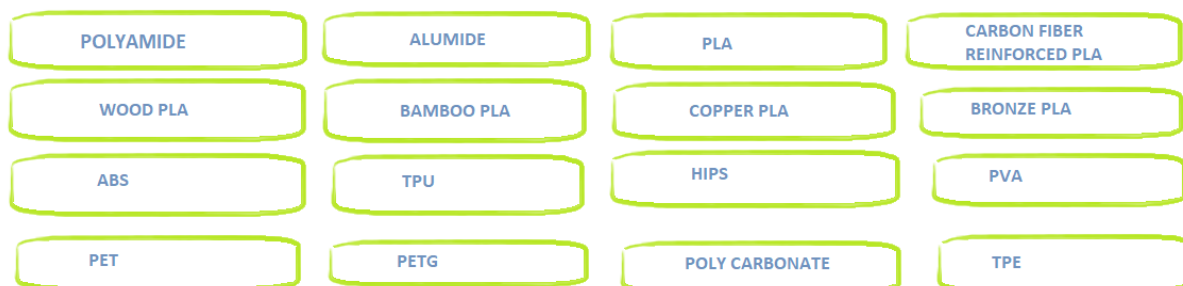 POLYAMIDE
ALUMIDE
PLA
CARBON FIBER
REINFORCED PLA
WOOD PLA
BAMBOO PLA
COPPER PLA
BRONZE PLA
ABS
TPU
HIPS
PVA
PET
PETG
POLY CARBONATE
TPE